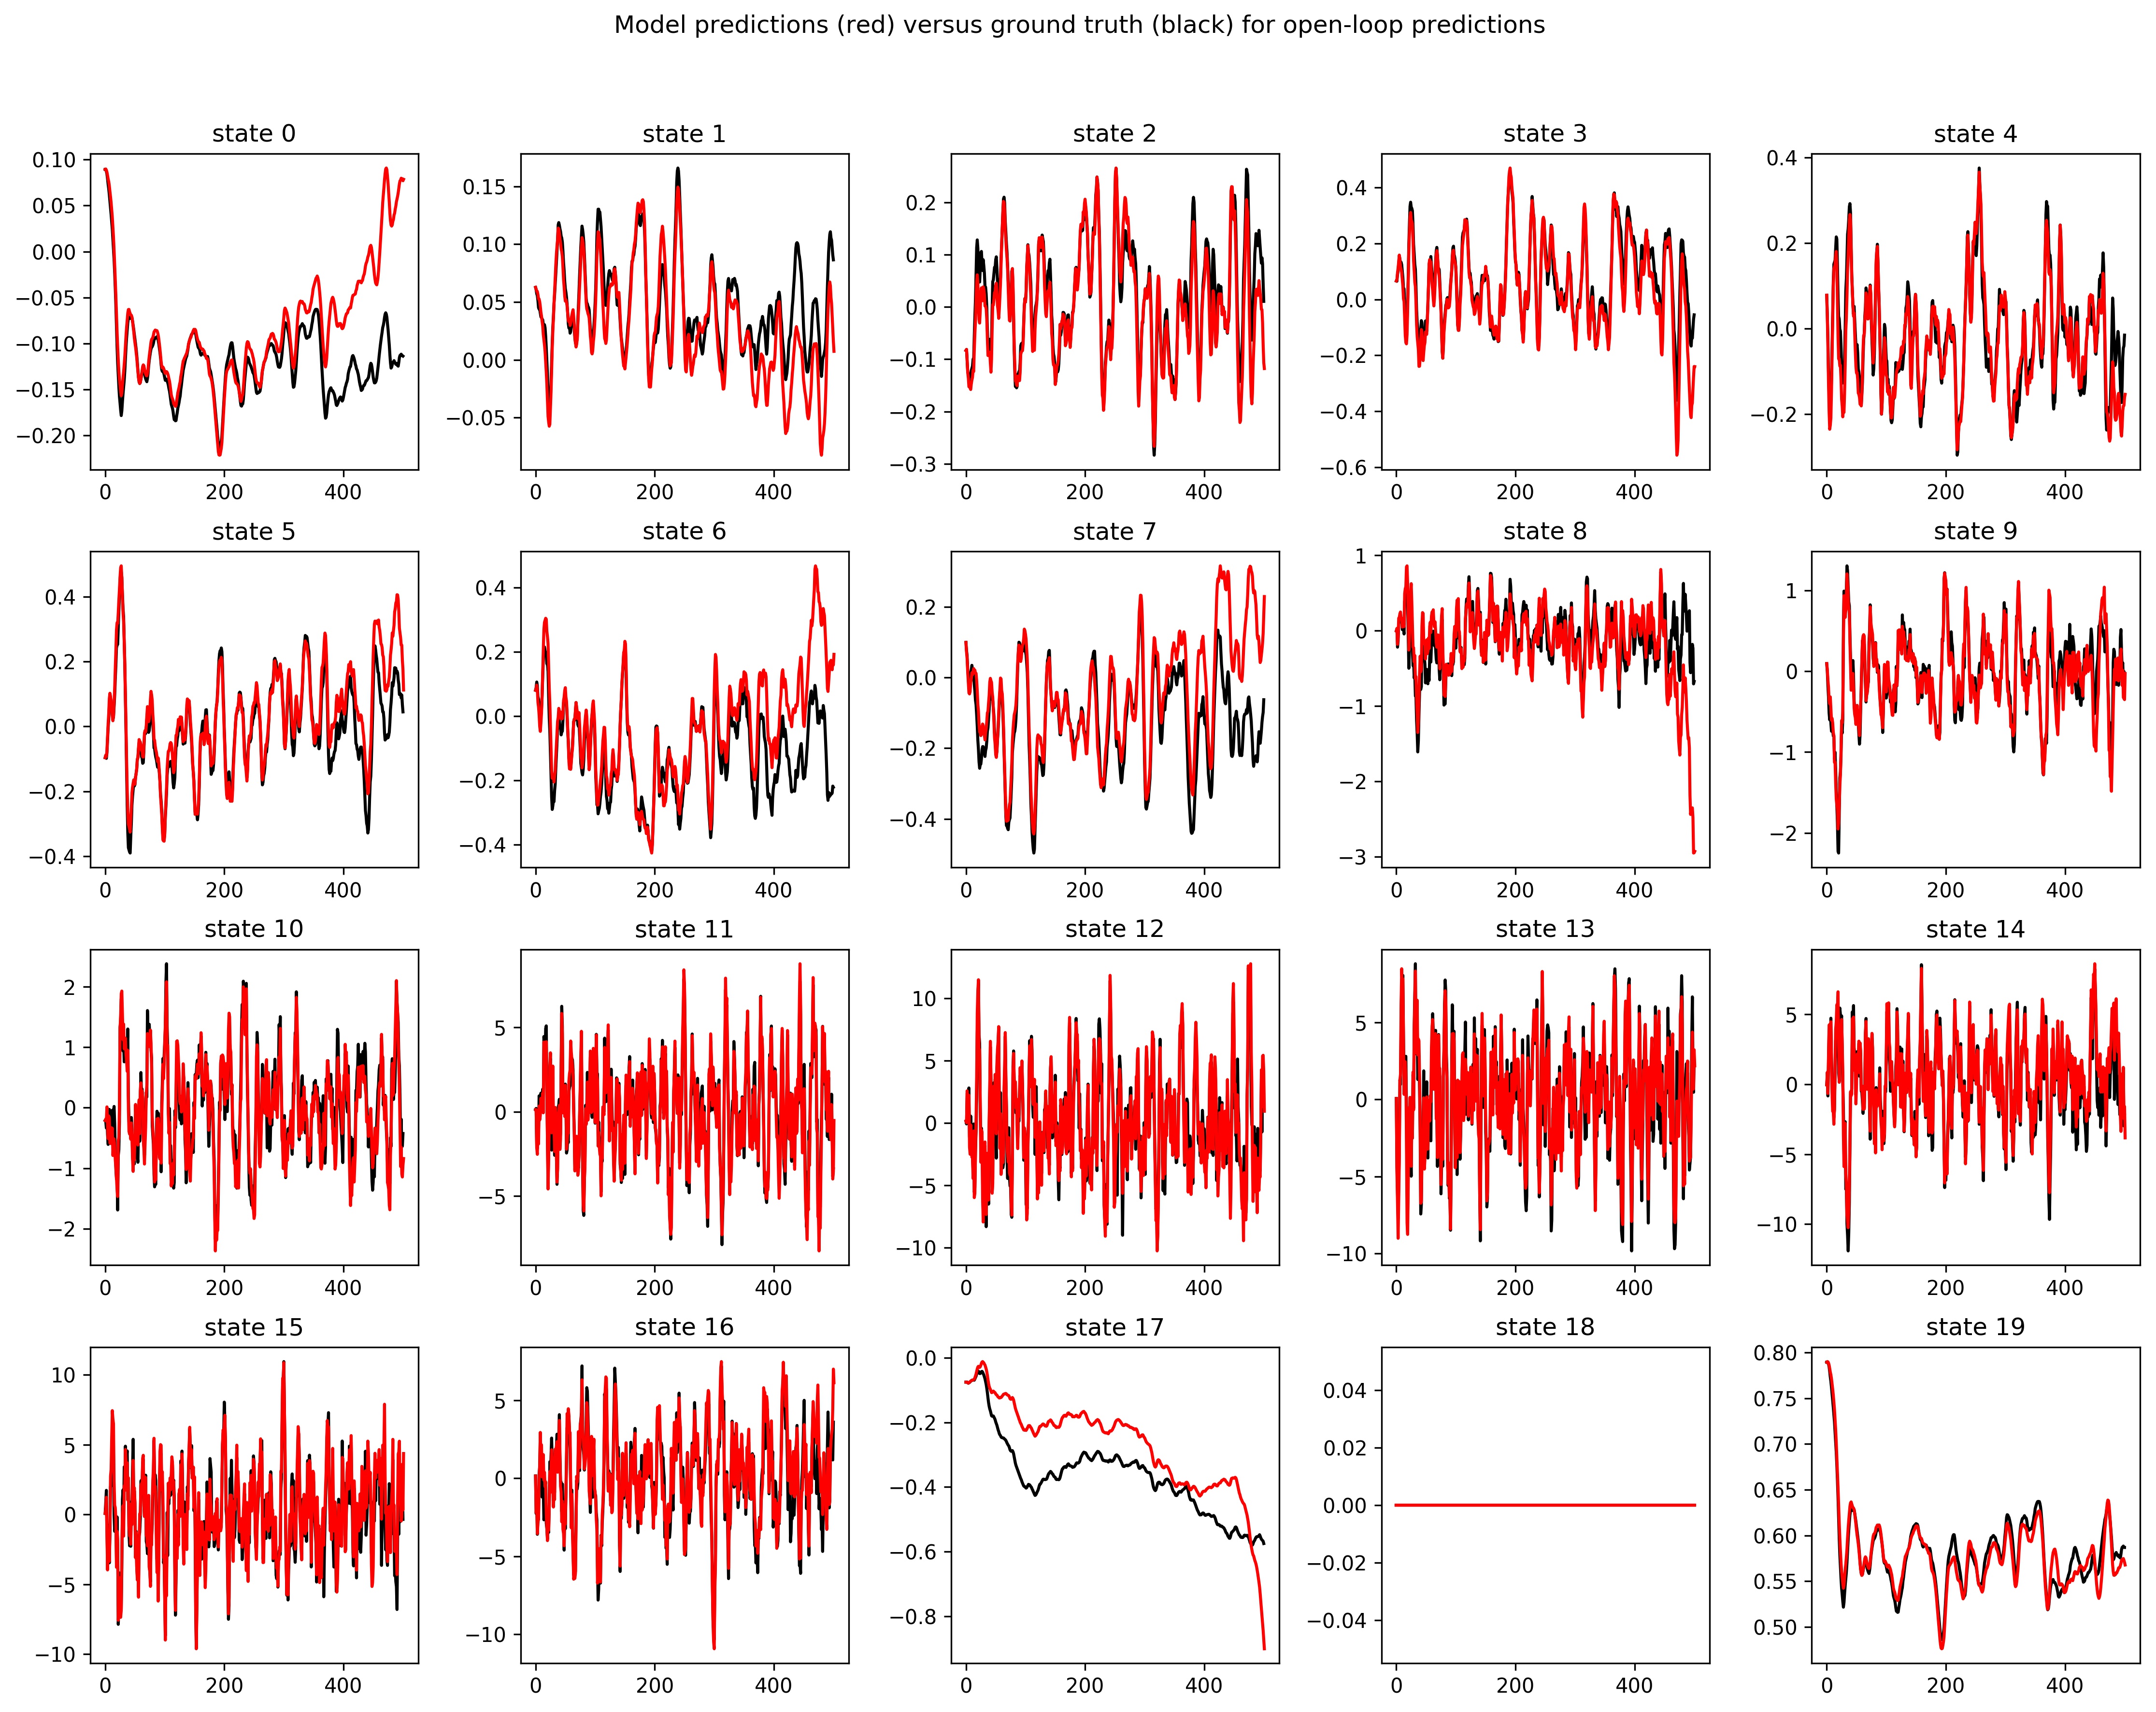 Model predictions (red) versus ground truth (black) for open-loop predictions
state 0
state 1
state 2
state 3
state 4
0.10
0.05
0.00
−0.05
−0.10
−0.15
−0.20
0 200 400
0.15
0.10
0.05
0.00
−0.05
0 200 400
0.2
0.1
0.0
−0.1
−0.2
−0.3
0 200 400
0.4
0.2
0.0
−0.2
−0.4
−0.6
0 200 400
0.4
0.2
0.0
−0.2
0 200 400
state 5
state 6
state 7
state 8
state 9
0.4
0.2
0.0
−0.2
−0.4
0 200 400
0.4
0.2
0.0
−0.2
−0.4
0 200 400
0.2
0.0
−0.2
−0.4
0 200 400
1
0
−1
−2
−3
0 200 400
1
0
−1
−2
0 200 400
state 10
state 11
state 12
state 13
state 14
2
1
0
−1
−2
0 200 400
5
0
−5
0 200 400
10
5
0
−5
−10
0 200 400
5
0
−5
−10
0 200 400
5
0
−5
−10
0 200 400
state 15
state 16
state 17
state 18
state 19
10
5
0
−5
−10
0 200 400
5
0
−5
−10
0 200 400
0.0
−0.2
−0.4
−0.6
−0.8
0 200 400
0.04
0.02
0.00
−0.02
−0.04
0 200 400
0.80
0.75
0.70
0.65
0.60
0.55
0.50
0 200 400